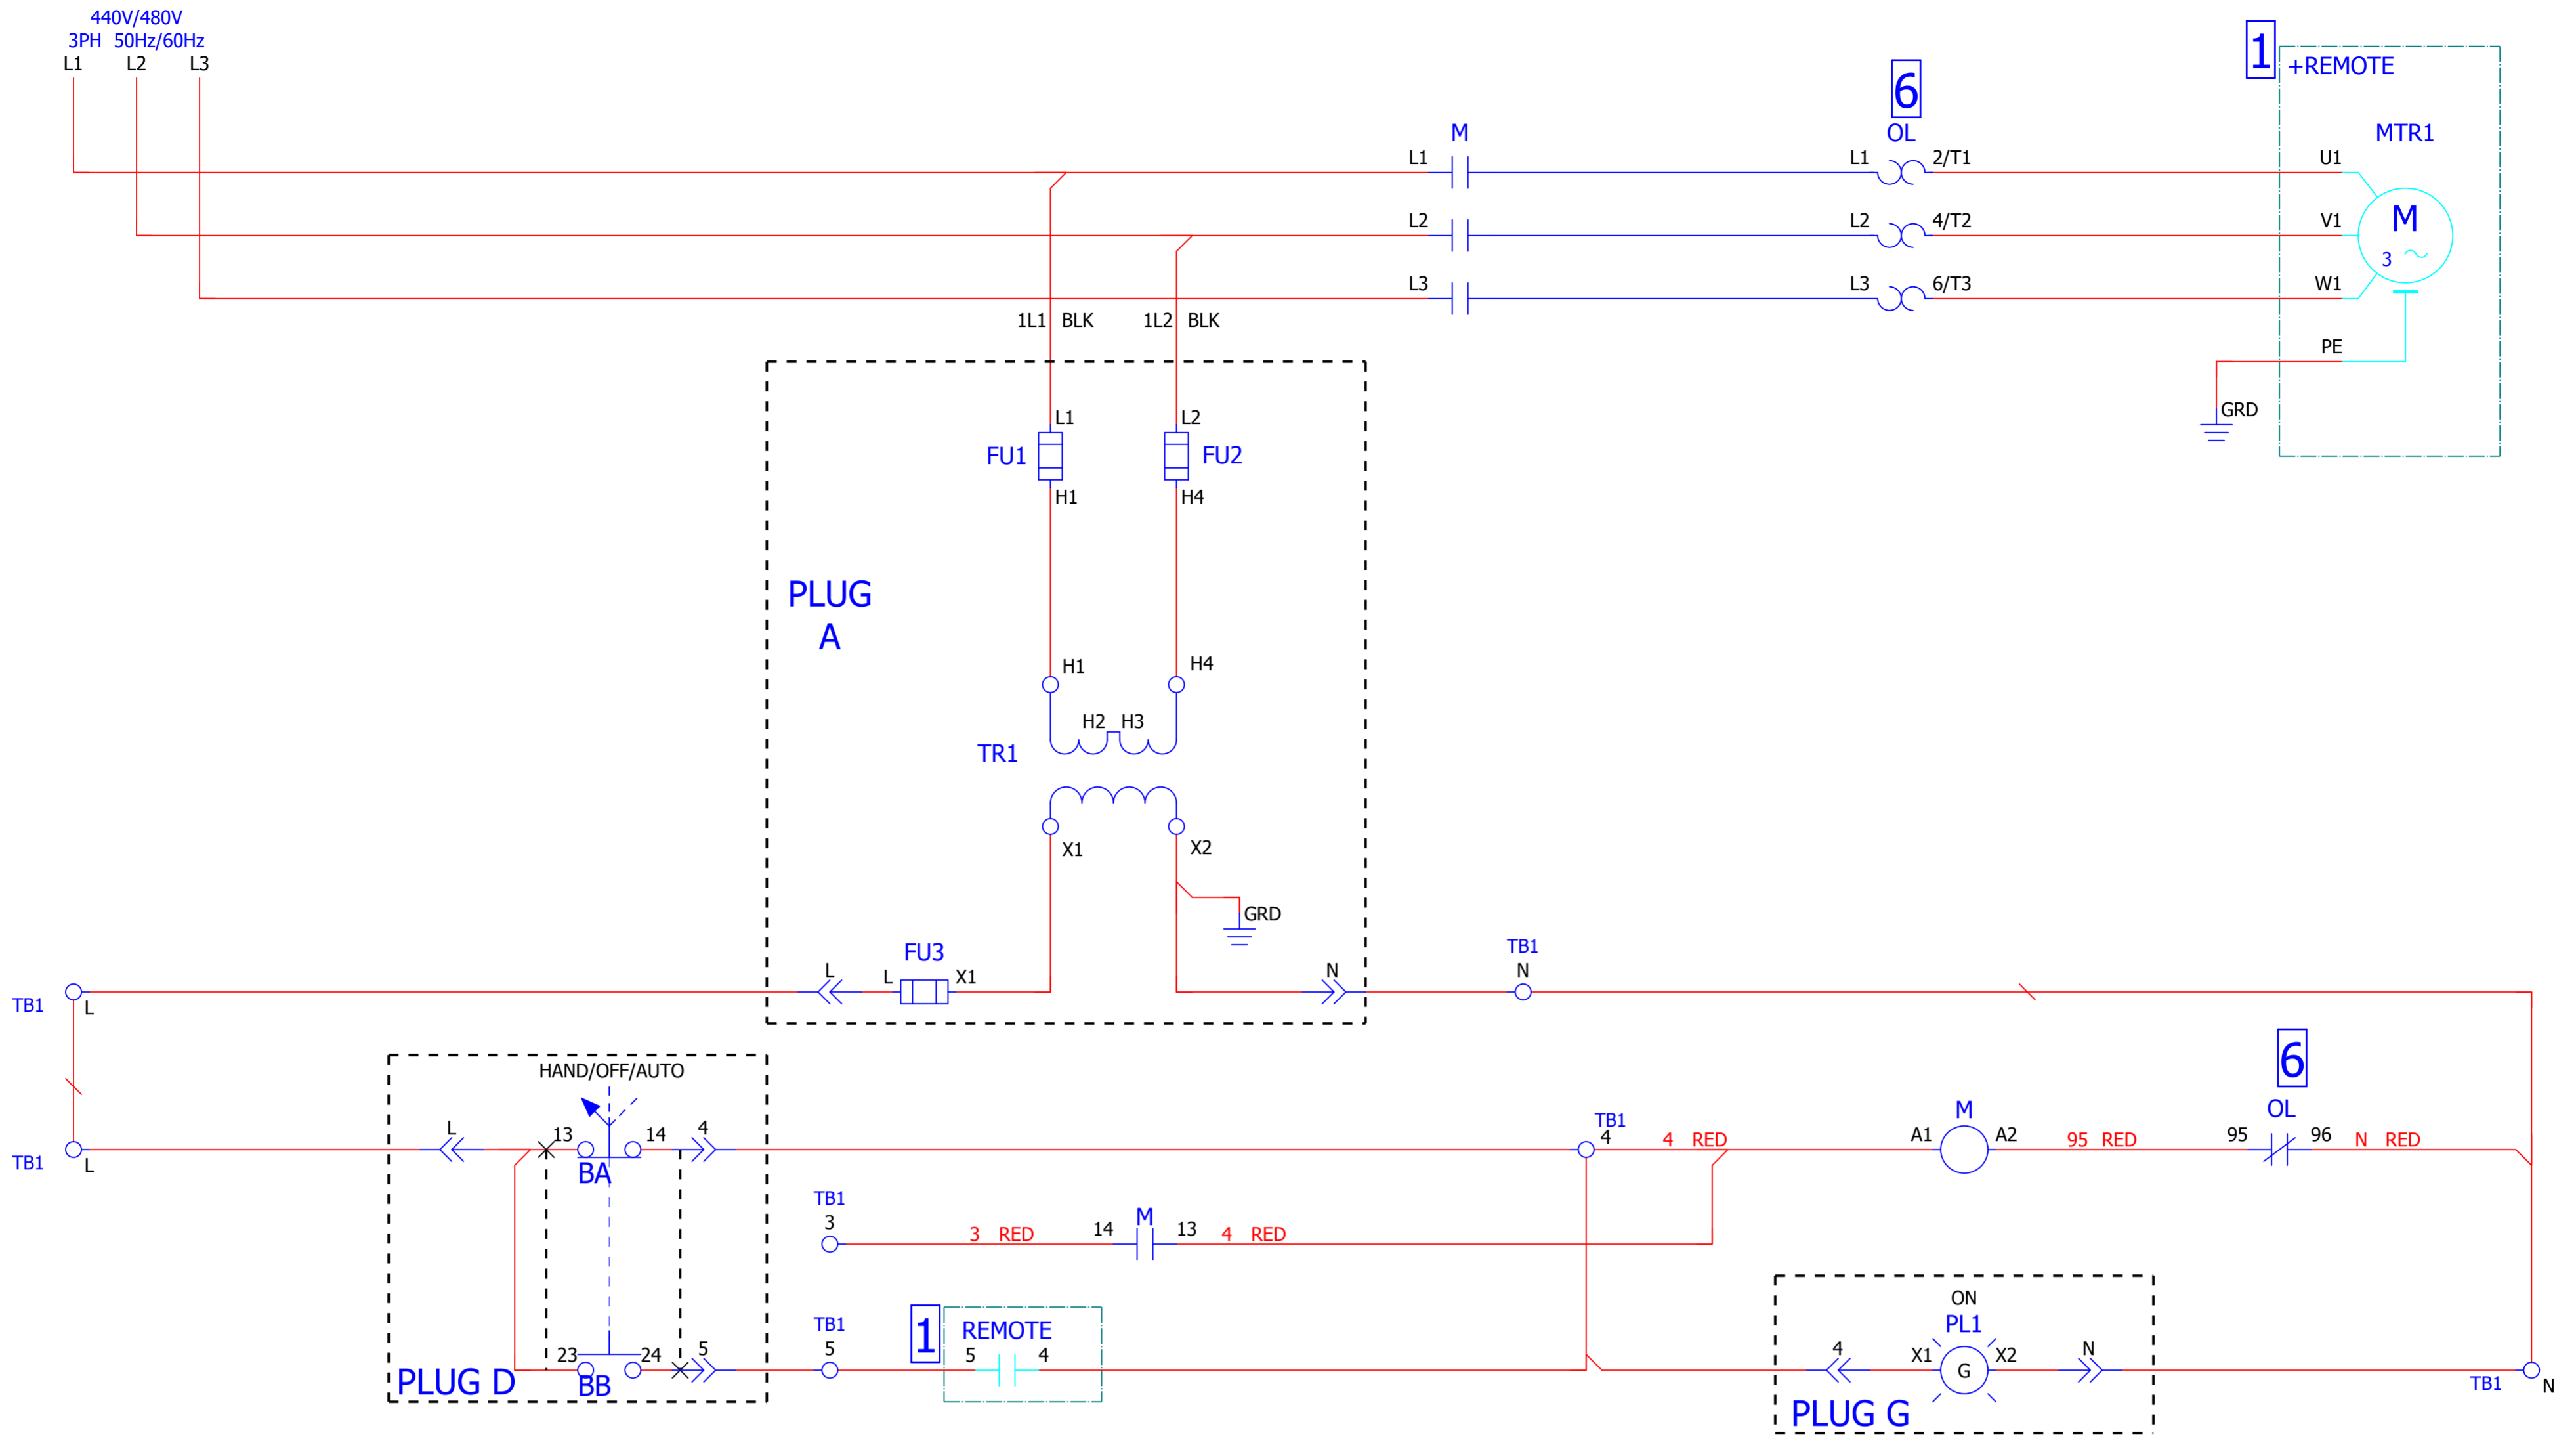 440V/480V
3PH 50Hz/60Hz
L1 L2 L3
1
+REMOTE
6
OL
M
MTR1
L1 L1 2/T1 U1
L2 L2 4/T2 V1
M
3
L3 L3 6/T3 W1
1L1 BLK 1L2 BLK
PE
GRD
L1 L2
FU1 FU2
H1 H4
PLUG
A
H1 H4
H2 H3
TR1
X1 X2
GRD
FU3
L L X1 N
TB1
N
TB1 L
6
HAND/OFF/AUTO
OL
M
TB1
4
L 13 14 4
4 RED A1 A2 95 RED 95 96 N RED
TB1 L
BA
TB1
3
3 RED 14 M 13 4 RED
ON
PL1
TB1
5
1
REMOTE
5 4
23 24 5
BB
PLUG D
4 X1 G X2 N
PLUG G
TB1 N